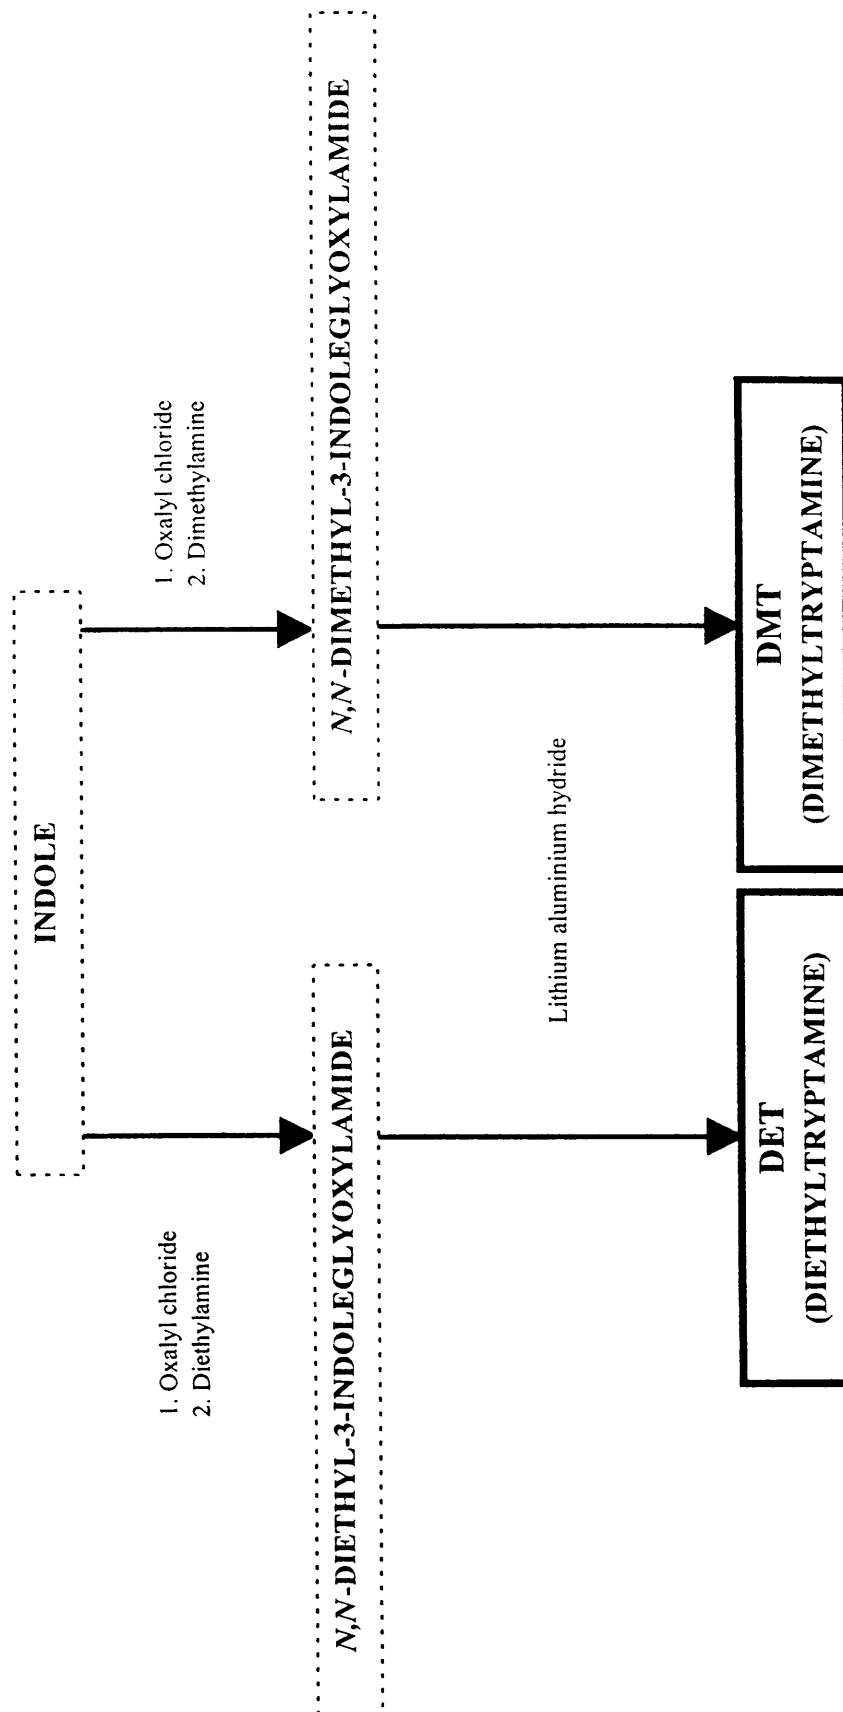 INDOLE
1. Oxalyl chloride
2. Diethylamine
1. Oxalyl chloride
2. Dimethylamine
N,N-DIETHYL-3-INDOLEGLYOXYLAMIDE
N,N-DIMETHYL-3-INDOLEGLYOXYLAMIDE
Lithium aluminium hydride
DET
(DIETHYLTRYPTAMINE)
DMT
(DIMETHYLTRYPTAMINE)